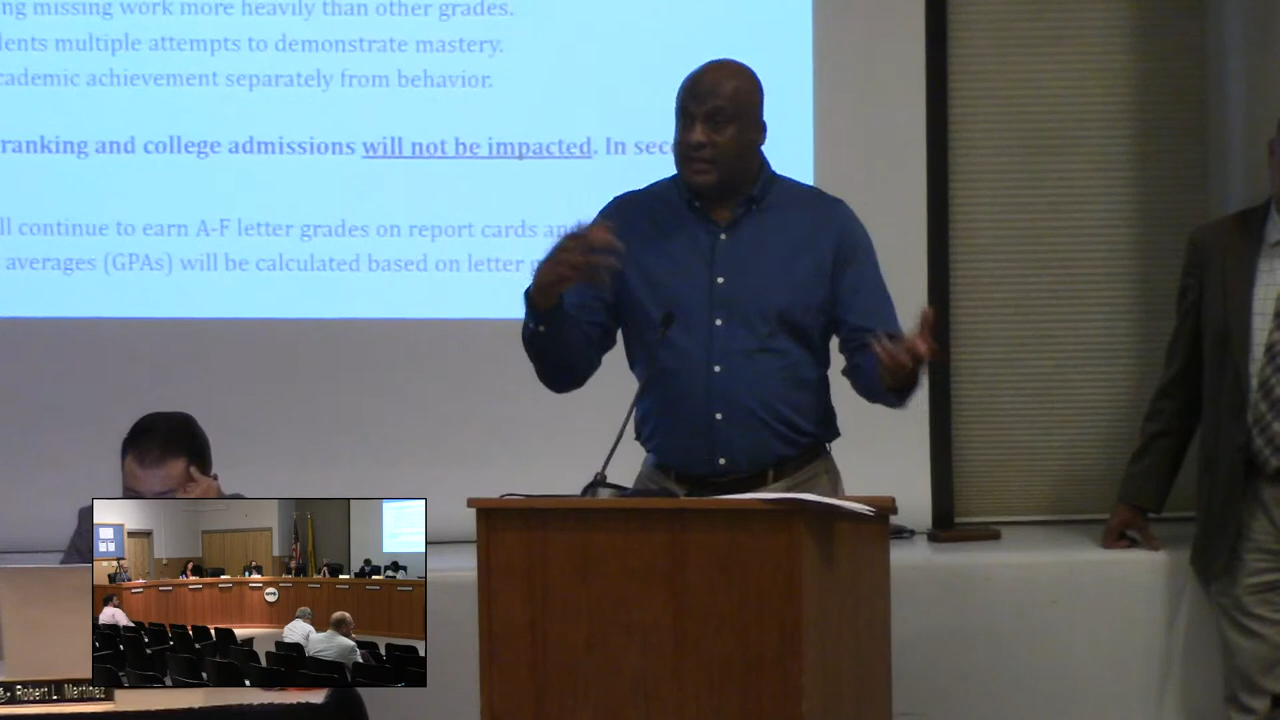 ng missing work more heavily than other grades.
dents multiple attempts to demonstrate mastery.
cademic achievement separately from behavior.
ranking and college admissions will not be impacted. In sec
ll continue to earn A-F letter grades on report cards an
averages (GPAs) will be calculated based on letter g
Robert L. Martinez